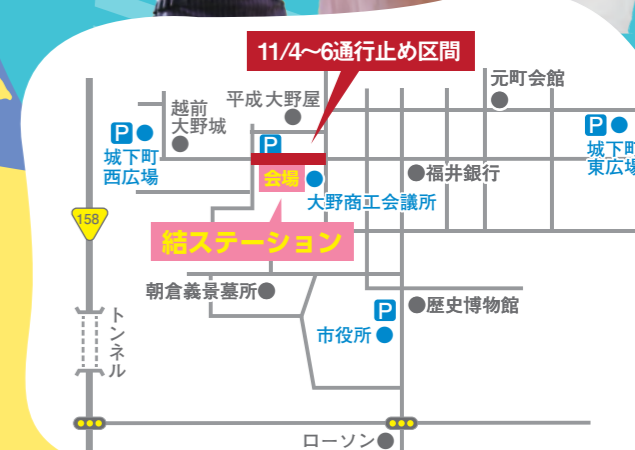 11/4〜6通行止め区間
元町会館
越前
大野城
平成大野屋
P
城下町
西広場
P
会場
大野商工会議所
福井銀行
P
城下町
東広場
158
結ステーション
朝倉義景墓所
歴史博物館
P
市役所
トンネル
ローソン